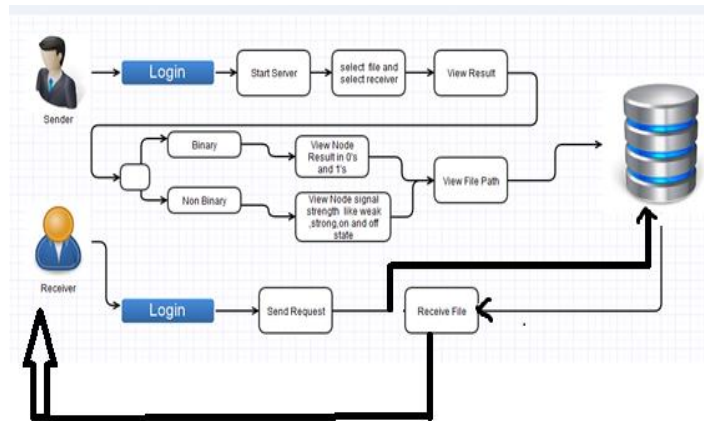 Login
Start Server
select file and
select receiver
View Result
Sender
Binary
View Node
Result in 0's
and 1's
View File Path
Non Binary
View Node signal
strength like weak
,strong,on and off
state
Receiver
Login
Send Request
Receive File